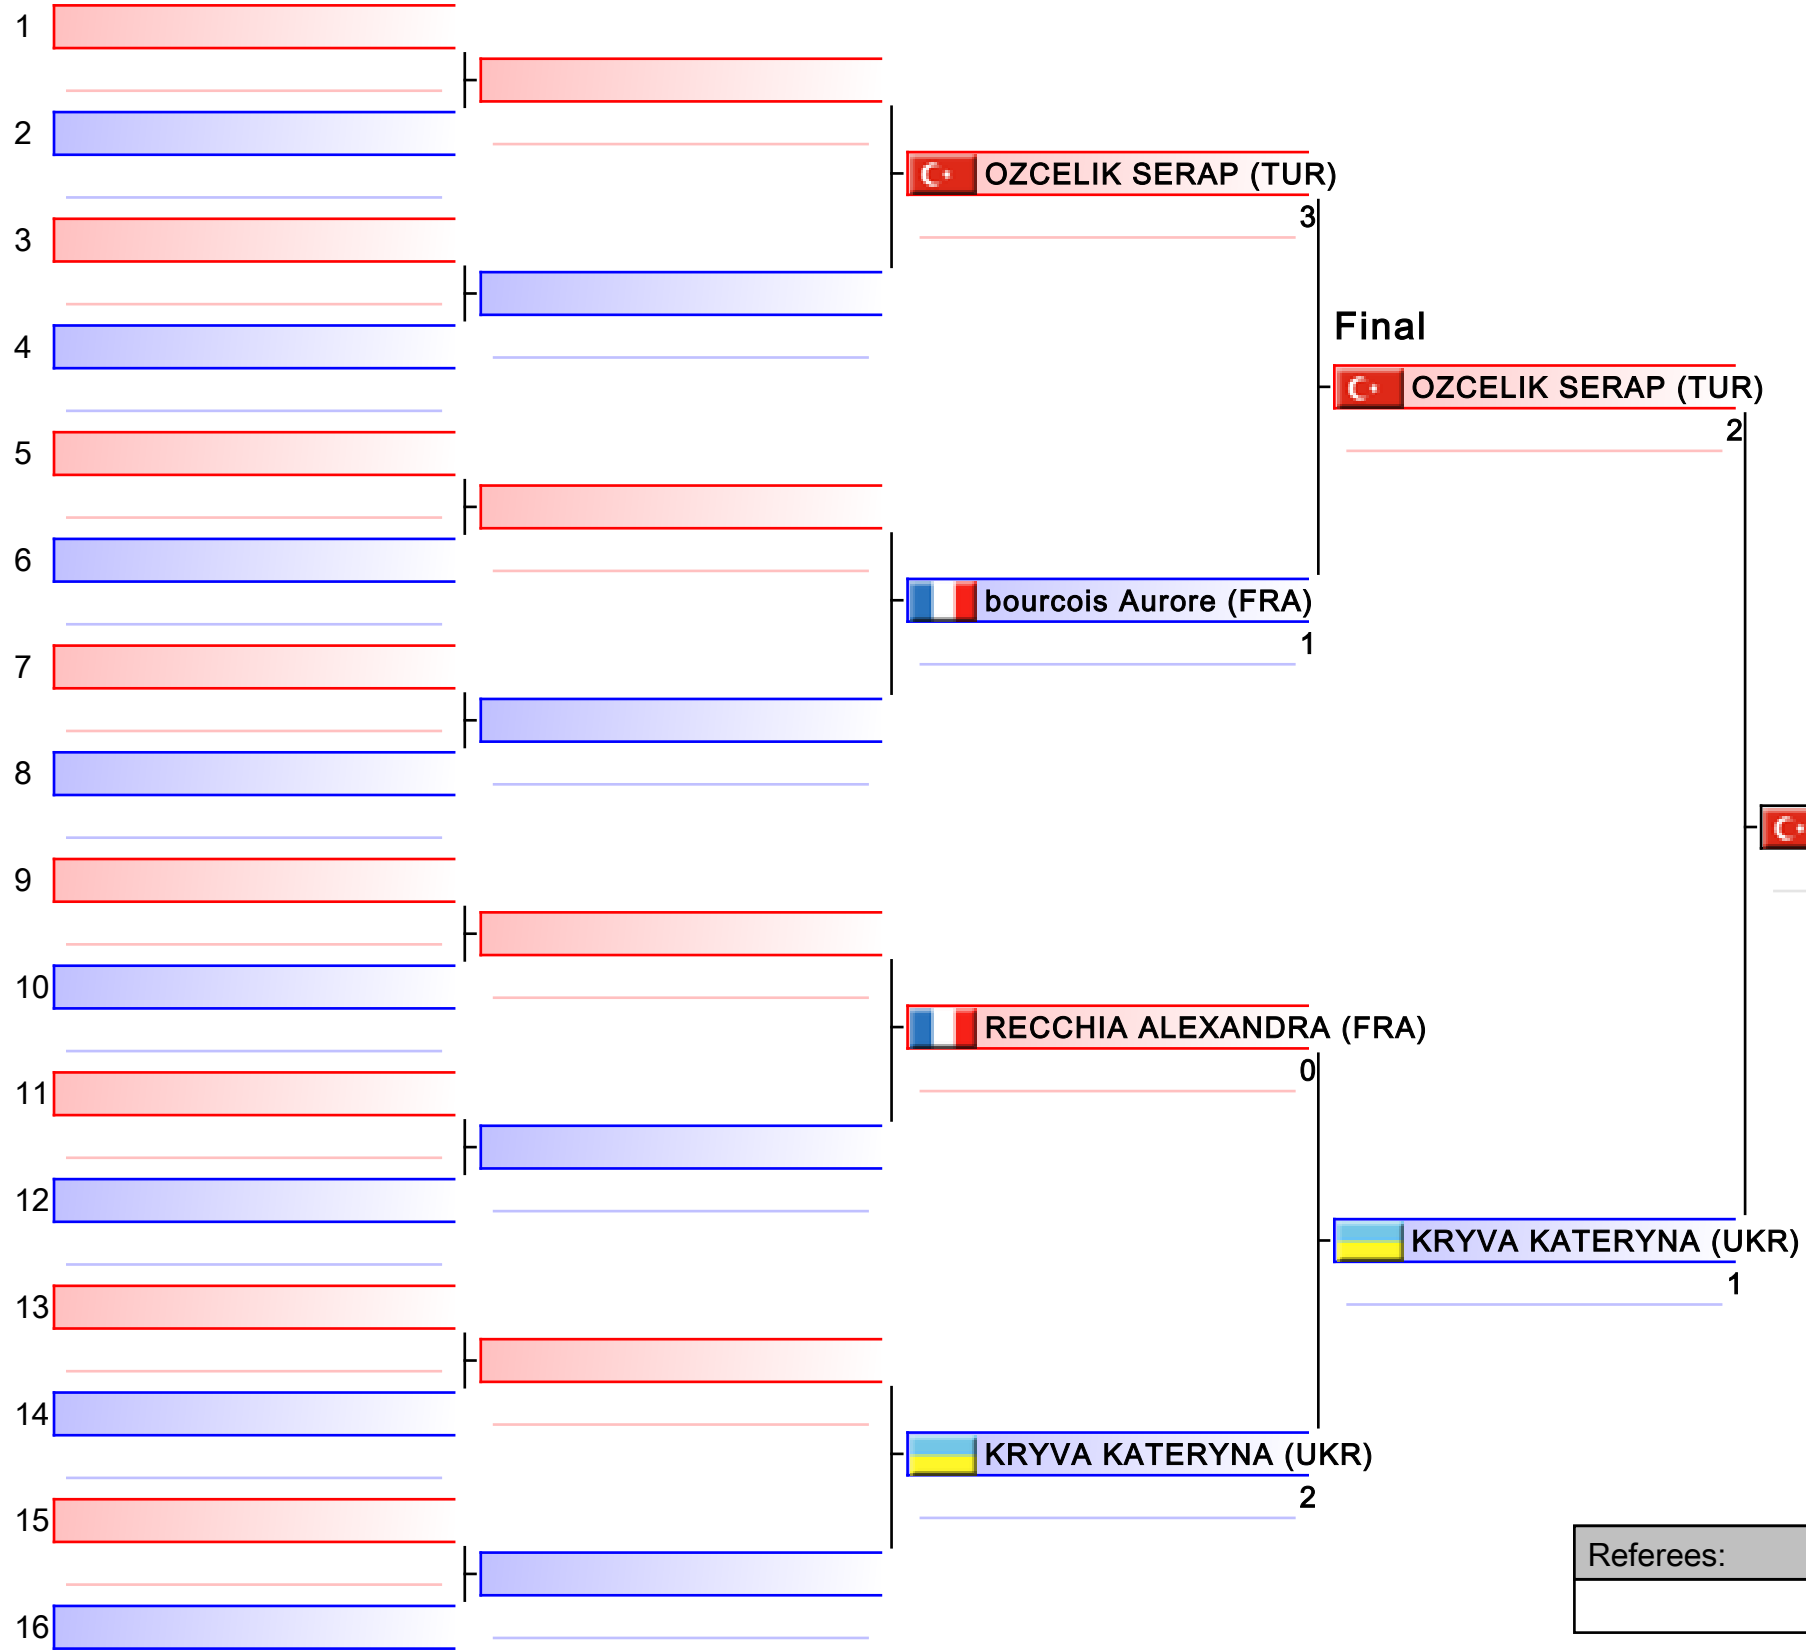 1
2
OZCELIK SERAP (TUR)
3
3
Final
4
OZCELIK SERAP (TUR)
2
5
6
bourcois Aurore (FRA)
1
7
8
9
10
RECCHIA ALEXANDRA (FRA)
0
11
12
KRYVA KATERYNA (UKR)
1
13
14
KRYVA KATERYNA (UKR)
2
15
Referees:
16